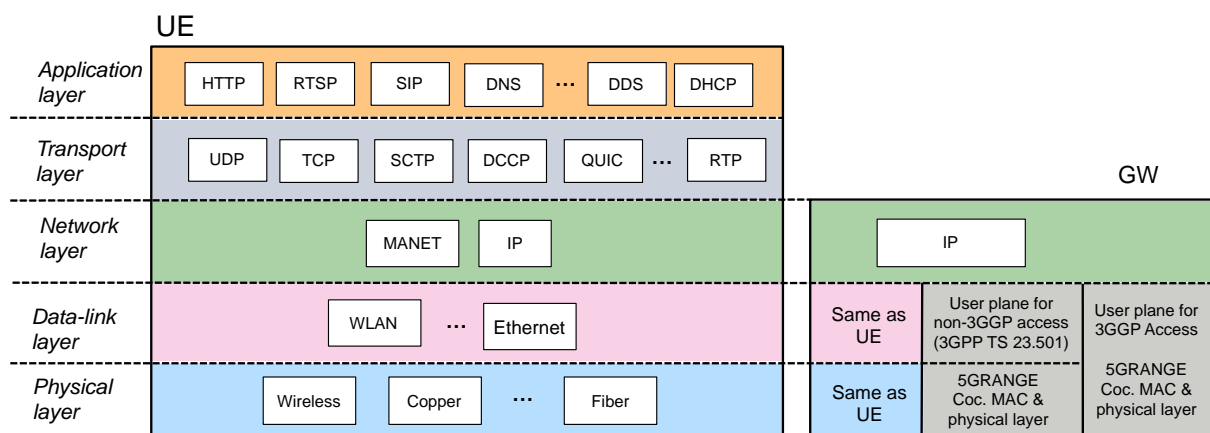 UE
Application
layer
HTTP RTSP SIP DNS ... DDS DHCP
Transport
layer
UDP TCP SCTP DCCP QUIC ... RTP
GW
Network
layer
MANET IP
IP
Data-link
layer
WLAN ... Ethernet
Same as
UE
User plane for
non-3GGP access
(3GPP TS 23.501)
User plane for
3GGP Access
Physical
layer
Wireless Copper ... Fiber
Same as
UE
5GRANGE
Coc. MAC &
physical layer
5GRANGE
Coc. MAC &
physical layer